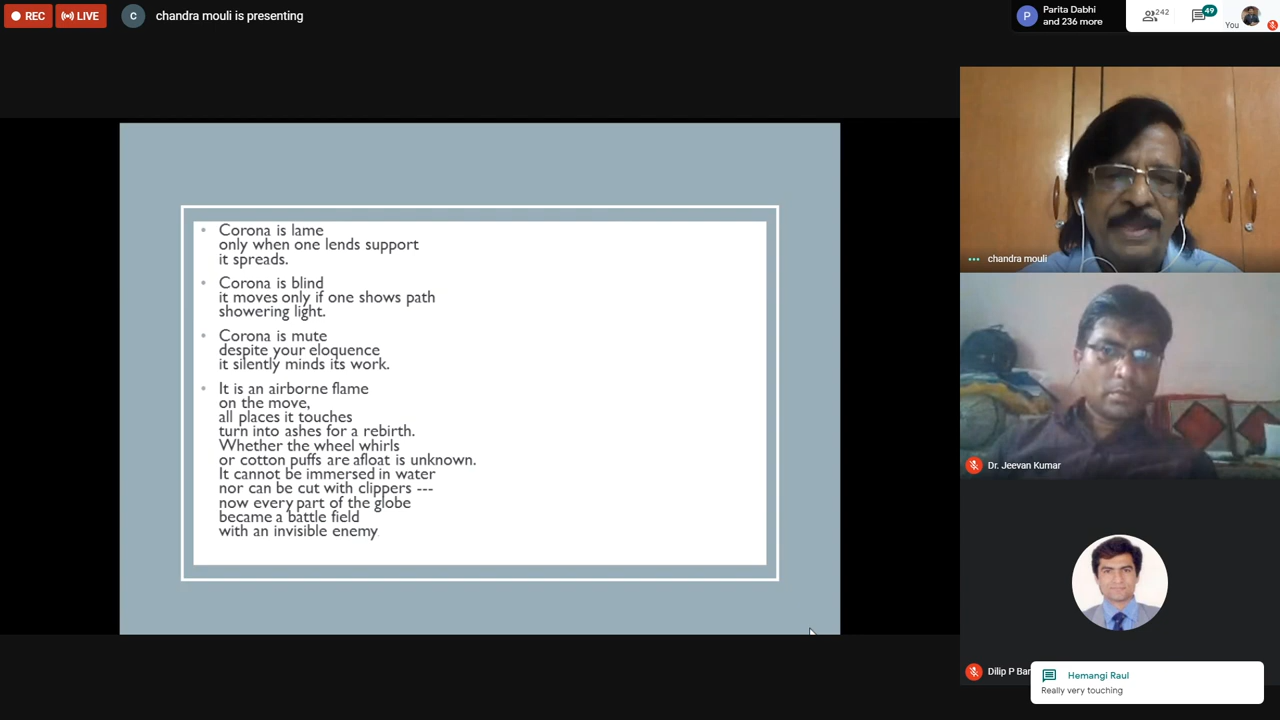 REC
LIVE
C
chandra mouli is presenting
P
Parita Dabhi
and 236 more
242
49
You
• Corona is lame
only when one lends support
it spreads.
• Corona is blind
it moves only if one shows path
showering light.
• Corona is mute
despite your eloquence
it silently minds its work.
• It is an airborne flame
on the move,
all places it touches
turn into ashes for a rebirth.
Whether the wheel whirls
or cotton puffs are afloat is unknown.
It cannot be immersed in water
nor can be cut with clippers ---
now every part of the globe
became a battle field
with an invisible enemy
chandra mouli
Dr. Jeevan Kumar
Dilip P
Hemangi Raul
Really very touching